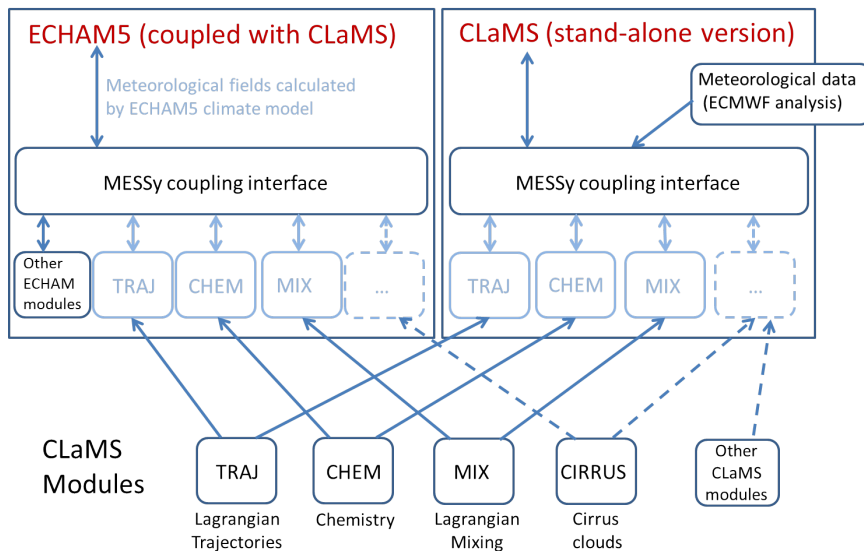 ECHAM5 (coupled with CLaMS)
Meteorological fields calculated
by ECHAM5 climate model
MESSy coupling interface
Other
ECHAM
modules
TRAJ
CHEM
MIX
...
CLaMS (stand-alone version)
Meteorological data
(ECMWF analysis)
MESSy coupling interface
TRAJ
CHEM
MIX
...
CLaMS
Modules
TRAJ
Lagrangian
Trajectories
CHEM
Chemistry
MIX
Lagrangian
Mixing
CIRRUS
Cirrus
clouds
Other
CLaMS
modules